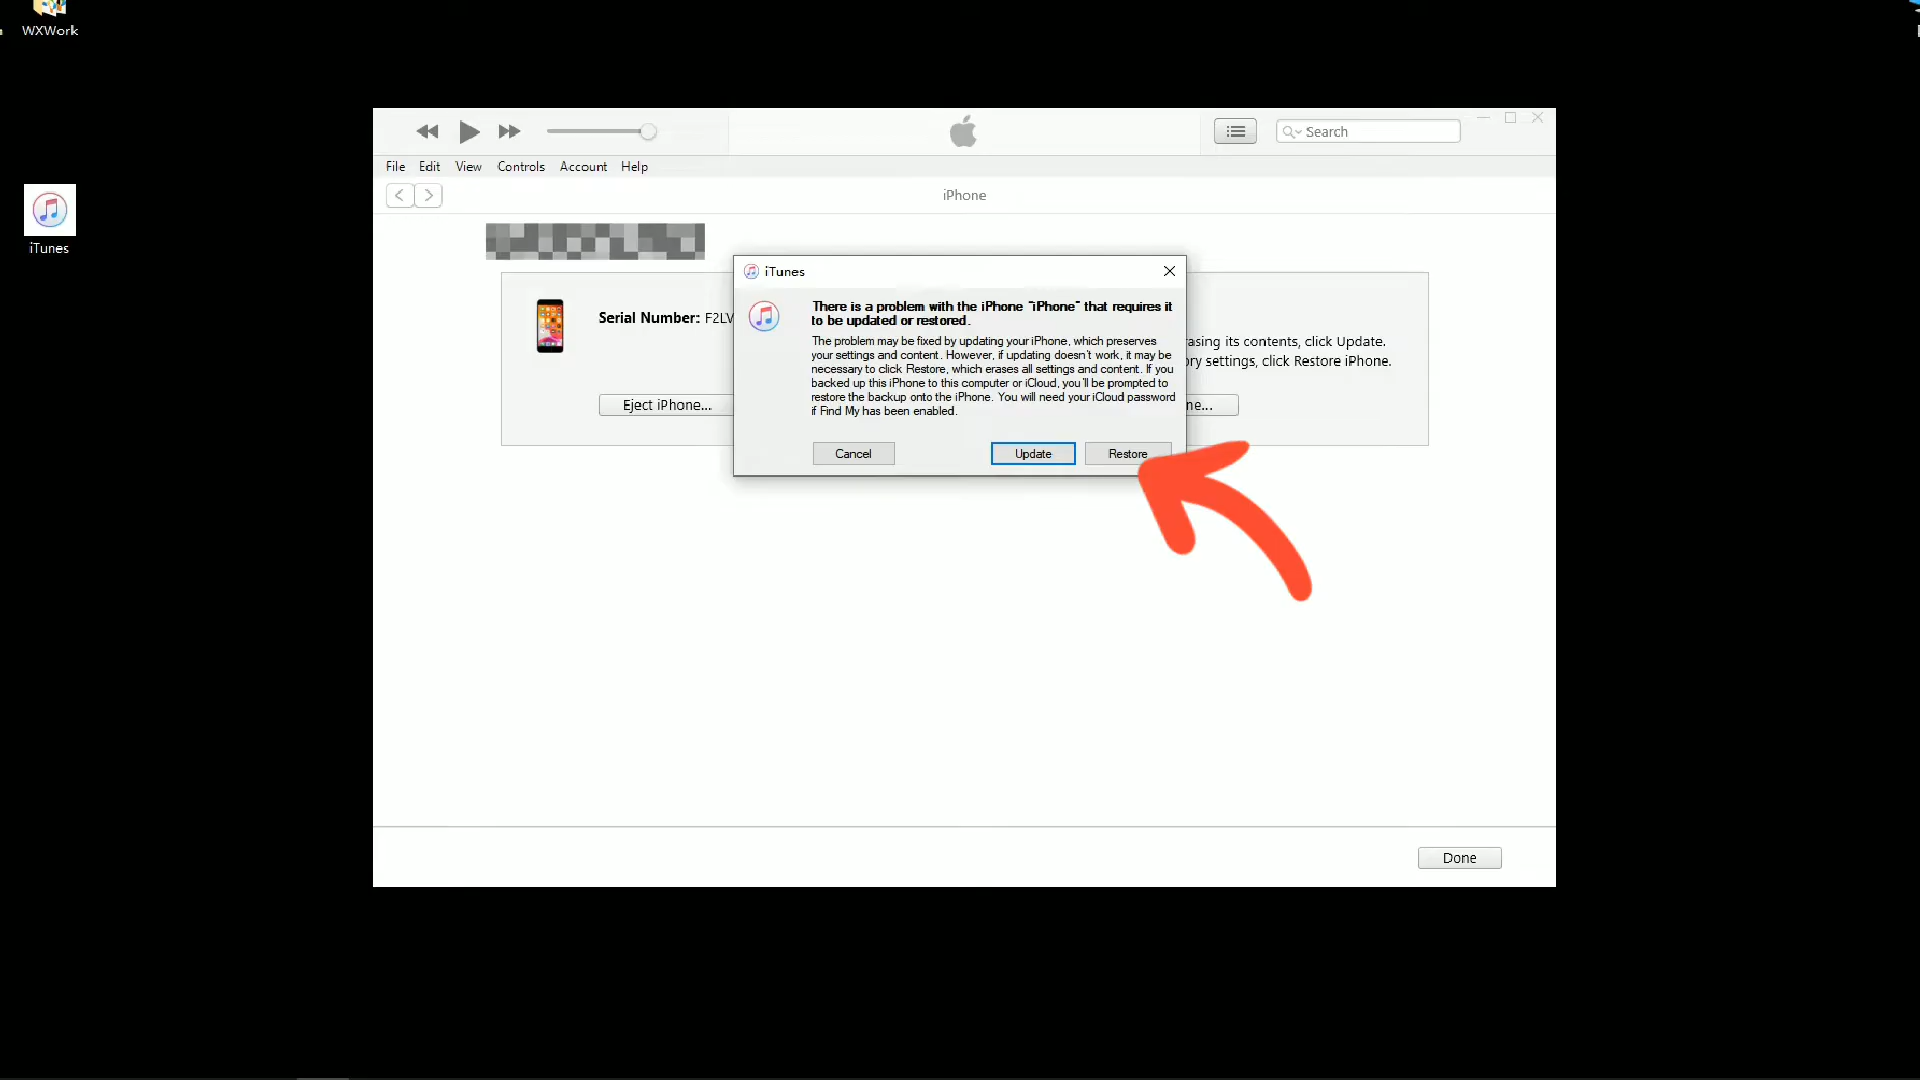 WXWork
iTunes
Search
File Edit View Controls Account Help
iPhone
Serial Number: F2LV
Eject iPhone...
click Update.
settings, click Restore iPhone.
iTunes
There is a problem with the iPhone "iPhone" that requires it
to be updated or restored.
The problem may be fixed by updating your iPhone, which preserves
your settings and content. However, if updating doesn't work, it may be
necessary to click Restore, which erases all settings and content. If you
backed up this iPhone to this computer or iCloud, you'll be prompted to
restore the backup onto the iPhone. You will need your iCloud password
if Find My has been enabled.
Cancel Update Restore
its contents,
Done